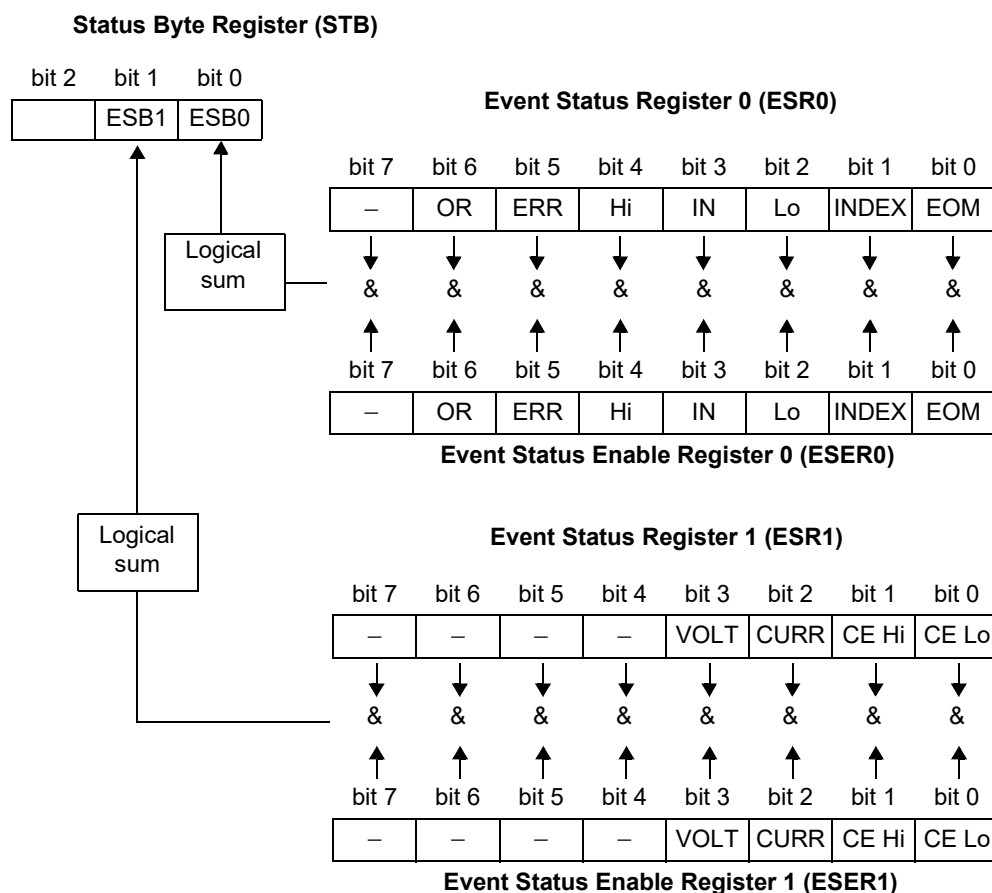 Status Byte Register (STB)
bit 2 bit 1 bit 0
ESB1 ESB0
Event Status Register 0 (ESR0)
bit 7 bit 6 bit 5 bit 4 bit 3 bit 2 bit 1 bit 0
– OR ERR Hi IN Lo INDEX EOM
Logical
sum
& & & & & & & &
bit 7 bit 6 bit 5 bit 4 bit 3 bit 2 bit 1 bit 0
– OR ERR Hi IN Lo INDEX EOM
Event Status Enable Register 0 (ESER0)
Logical
sum
Event Status Register 1 (ESR1)
bit 7 bit 6 bit 5 bit 4 bit 3 bit 2 bit 1 bit 0
– – – – VOLT CURR CE Hi CE Lo
& & & & & & & &
bit 7 bit 6 bit 5 bit 4 bit 3 bit 2 bit 1 bit 0
– – – – VOLT CURR CE Hi CE Lo
Event Status Enable Register 1 (ESER1)